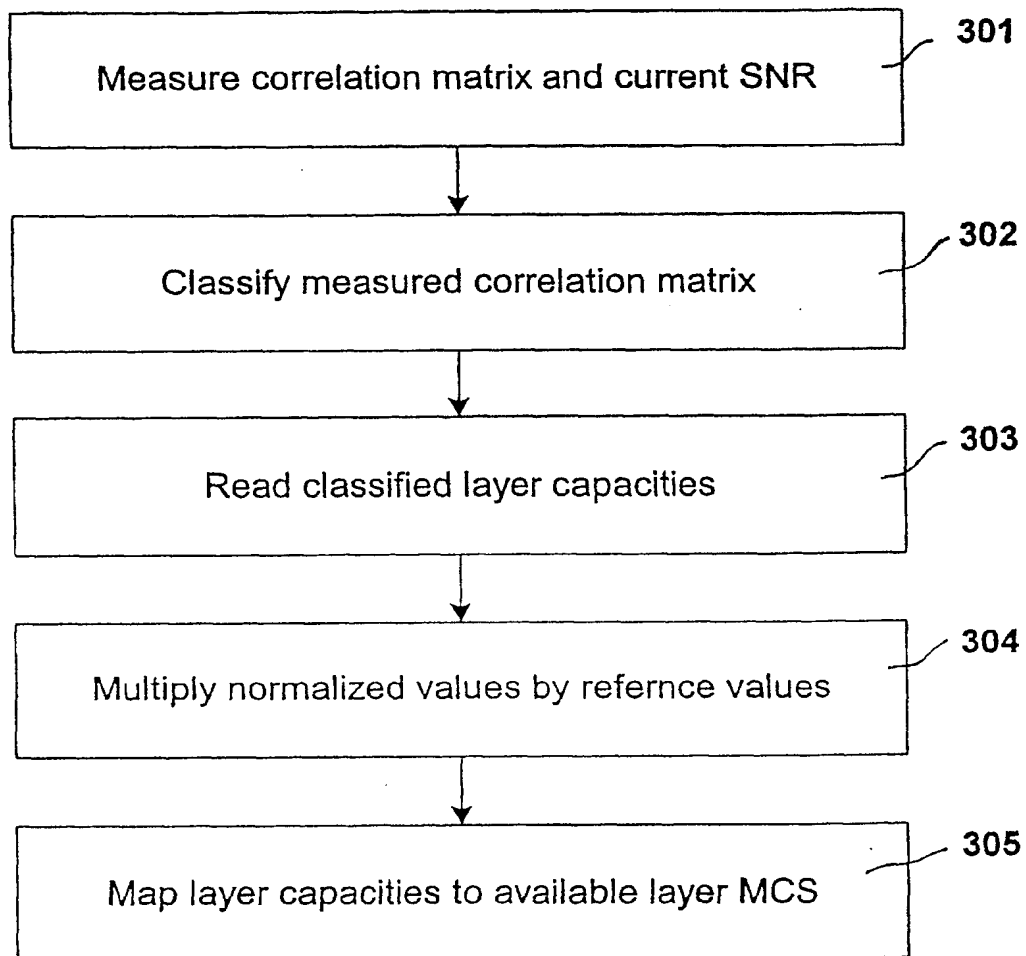 301
Measure correlation matrix and current SNR
302
Classify measured correlation matrix
303
Read classified layer capacities
304
Multiply normalized values by refernce values
305
Map layer capacities to available layer MCS